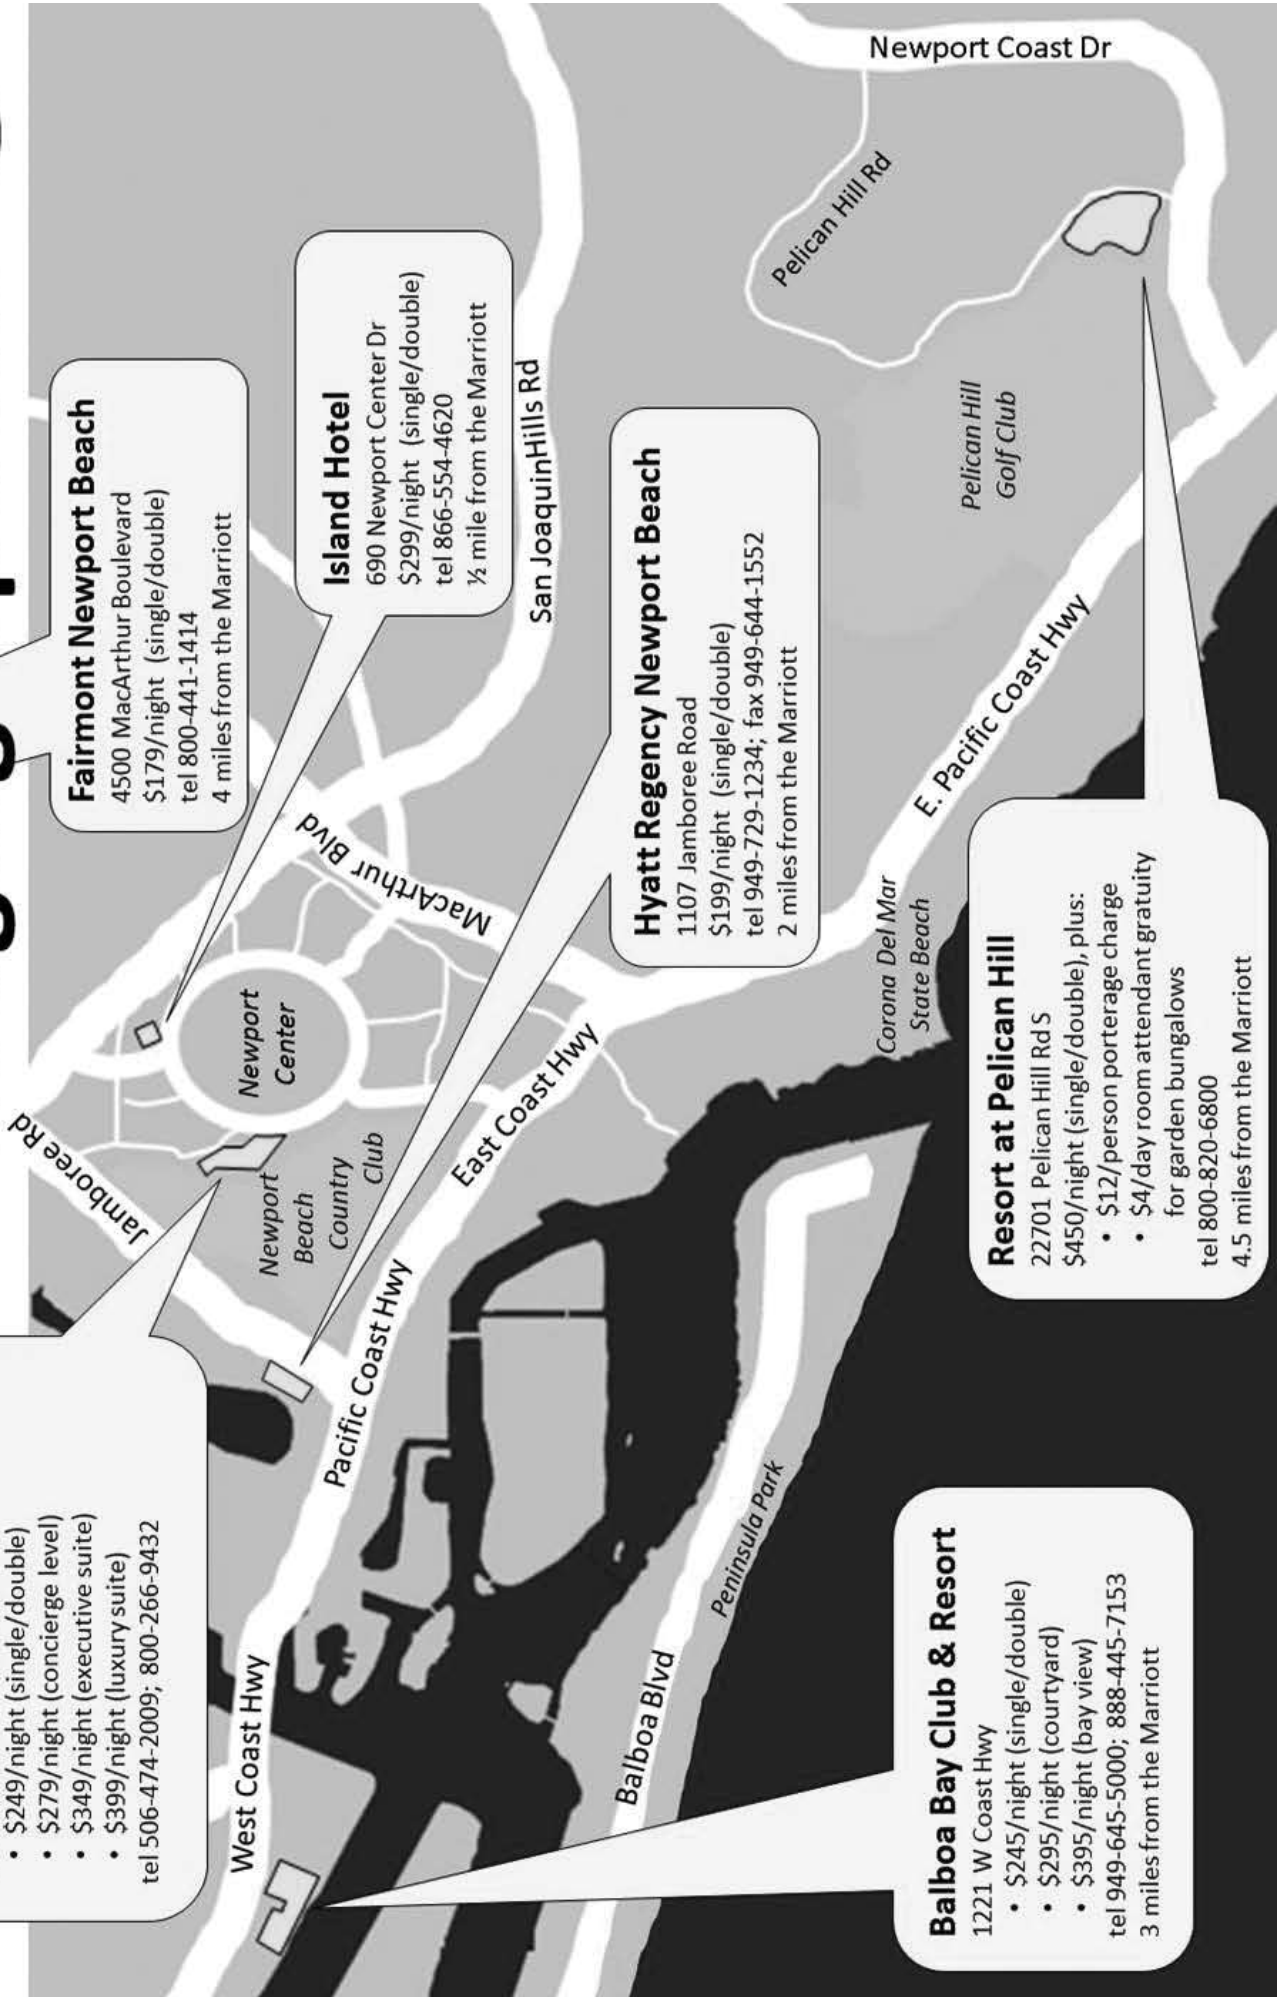 Fairmont Newport Beach
4500 MacArthur Boulevard
$179/night (single/double)
tel 800-441-1414
4 miles from the Marriott
Island Hotel
690 Newport Center Dr
$299/night (single/double)
tel 866-554-4620
½ mile from the Marriott
• $249/night (single/double)
• $279/night (concierge level)
• $349/night (executive suite)
• $399/night (luxury suite)
tel 506-474-2009; 800-266-9432
Hyatt Regency Newport Beach
1107 Jamboree Road
$199/night (single/double)
tel 949-729-1234; fax 949-644-1552
2 miles from the Marriott
Balboa Bay Club & Resort
1221 W Coast Hwy
• $245/night (single/double)
• $295/night (courtyard)
• $395/night (bay view)
tel 949-645-5000; 888-445-7153
3 miles from the Marriott
Resort at Pelican Hill
22701 Pelican Hill Rd S
$450/night (single/double), plus:
• $12/person porterage charge
• $4/day room attendant gratuity
for garden bungalows
tel 800-820-6800
4.5 miles from the Marriott
Jamboree Rd
MacArthur Blvd
San JoaquinHills Rd
Newport Coast Dr
Pelican Hill Rd
Newport
Center
Newport
Beach
Country
Club
West Coast Hwy
Pacific Coast Hwy
East Coast Hwy
E. Pacific Coast Hwy
Pelican Hill
Golf Club
Corona Del Mar
State Beach
Balboa Blvd
Peninsula Park